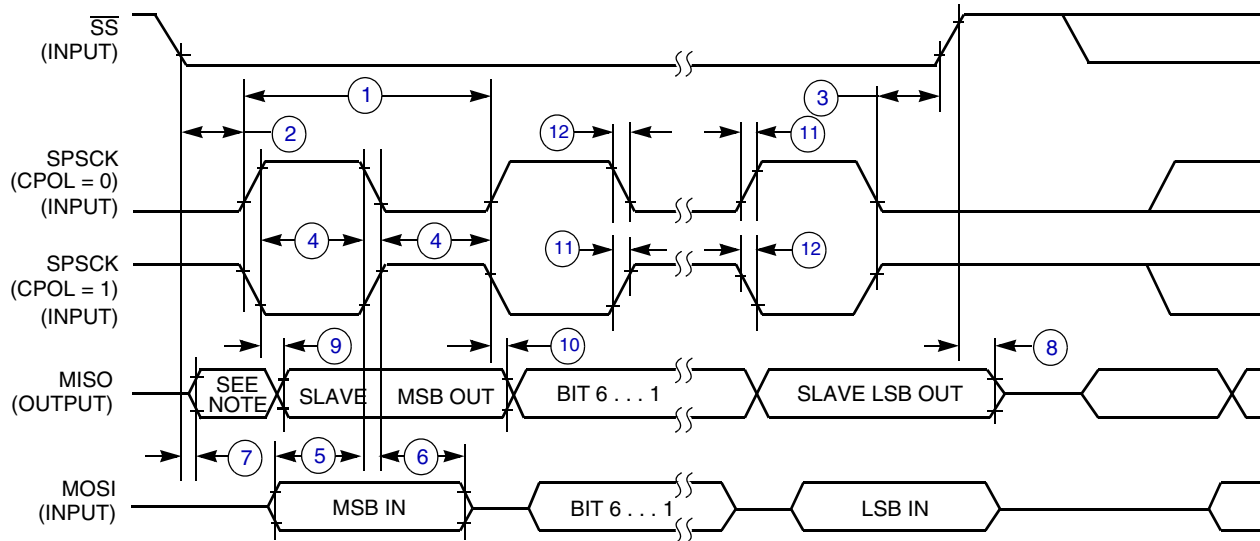 SS
(INPUT)
1
3
2
12
11
SPSCK
(CPOL = 0)
(INPUT)
4
4
11
12
SPSCK
(CPOL = 1)
(INPUT)
9
10
8
MISO
(OUTPUT)
SEE
NOTE
SLAVE
MSB OUT
BIT 6 . . . 1
SLAVE LSB OUT
7
5
6
MOSI
(INPUT)
MSB IN
BIT 6 . . . 1
LSB IN